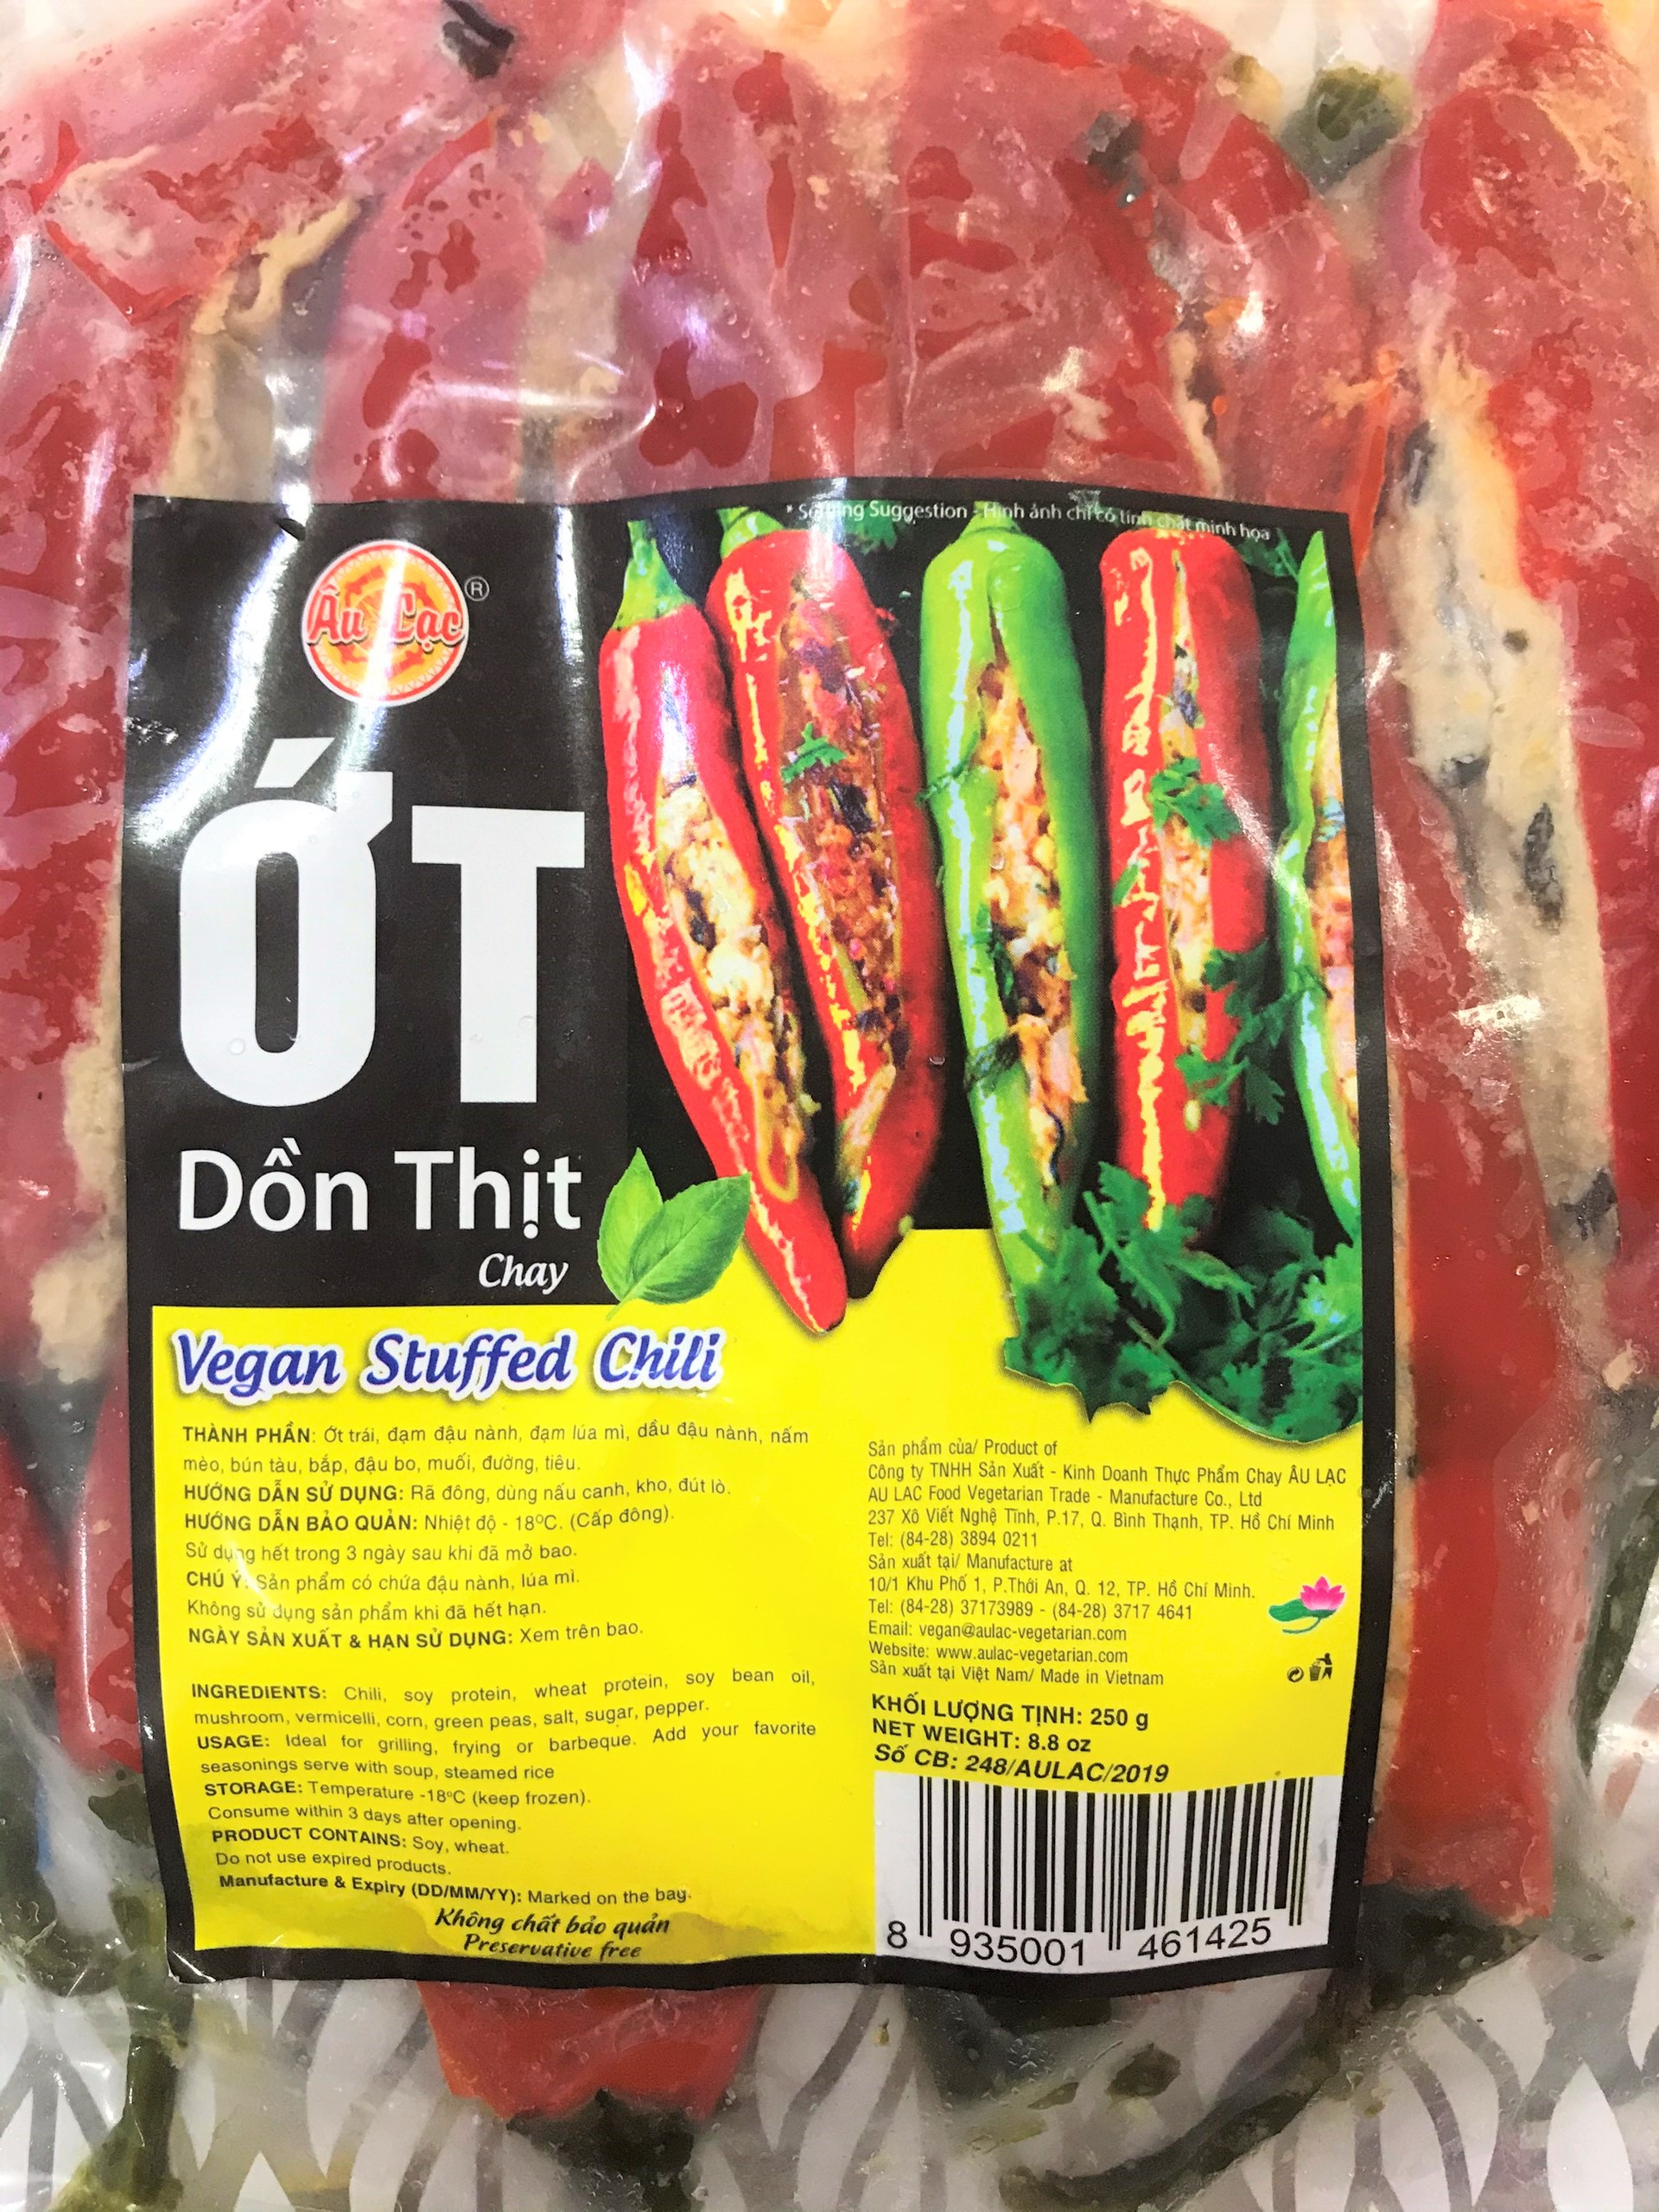 * Serving Suggestion - Hình ảnh chỉ có tính chất minh họa
Âu Lạc ®
ỚT
Dồn Thịt
Chay
Vegan Stuffed Chili
THÀNH PHẦN: Ớt trái, đạm đậu nành, đạm lúa mì, dầu đậu nành, nấm
mèo, bún tàu, bắp, đậu bo, muối, đường, tiêu.
HƯỚNG DẪN SỬ DỤNG: Rã đông, dùng nấu canh, kho, đút lò.
HƯỚNG DẪN BẢO QUẢN: Nhiệt độ - 18ºC. (Cấp đông).
Sử dụng hết trong 3 ngày sau khi đã mở bao.
CHÚ Ý: Sản phẩm có chứa đậu nành, lúa mì.
Không sử dụng sản phẩm khi đã hết hạn.
NGÀY SẢN XUẤT & HẠN SỬ DỤNG: Xem trên bao.
INGREDIENTS: Chili, soy protein, wheat protein, soy bean oil,
mushroom, vermicelli, corn, green peas, salt, sugar, pepper.
USAGE: Ideal for grilling, frying or barbeque. Add your favorite
seasonings serve with soup, steamed rice
STORAGE: Temperature -18ºC (keep frozen).
Consume within 3 days after opening.
PRODUCT CONTAINS: Soy, wheat.
Do not use expired products.
Manufacture & Expiry (DD/MM/YY): Marked on the bag.
Không chất bảo quản
Preservative free
Sản phẩm của/ Product of
Công ty TNHH Sản Xuất - Kinh Doanh Thực Phẩm Chay ÂU LẠC
AU LAC Food Vegetarian Trade - Manufacture Co., Ltd
237 Xô Viết Nghệ Tĩnh, P.17, Q. Bình Thạnh, TP. Hồ Chí Minh
Tel: (84-28) 3894 0211
Sản xuất tại/ Manufacture at
10/1 Khu Phố 1, P.Thới An, Q. 12, TP. Hồ Chí Minh.
Tel: (84-28) 37173989 - (84-28) 3717 4641
Email: vegan@aulac-vegetarian.com
Website: www.aulac-vegetarian.com
Sản xuất tại Việt Nam/ Made in Vietnam
KHỐI LƯỢNG TỊNH: 250 g
NET WEIGHT: 8.8 oz
Số CB: 248/AULAC/2019
8 935001 461425